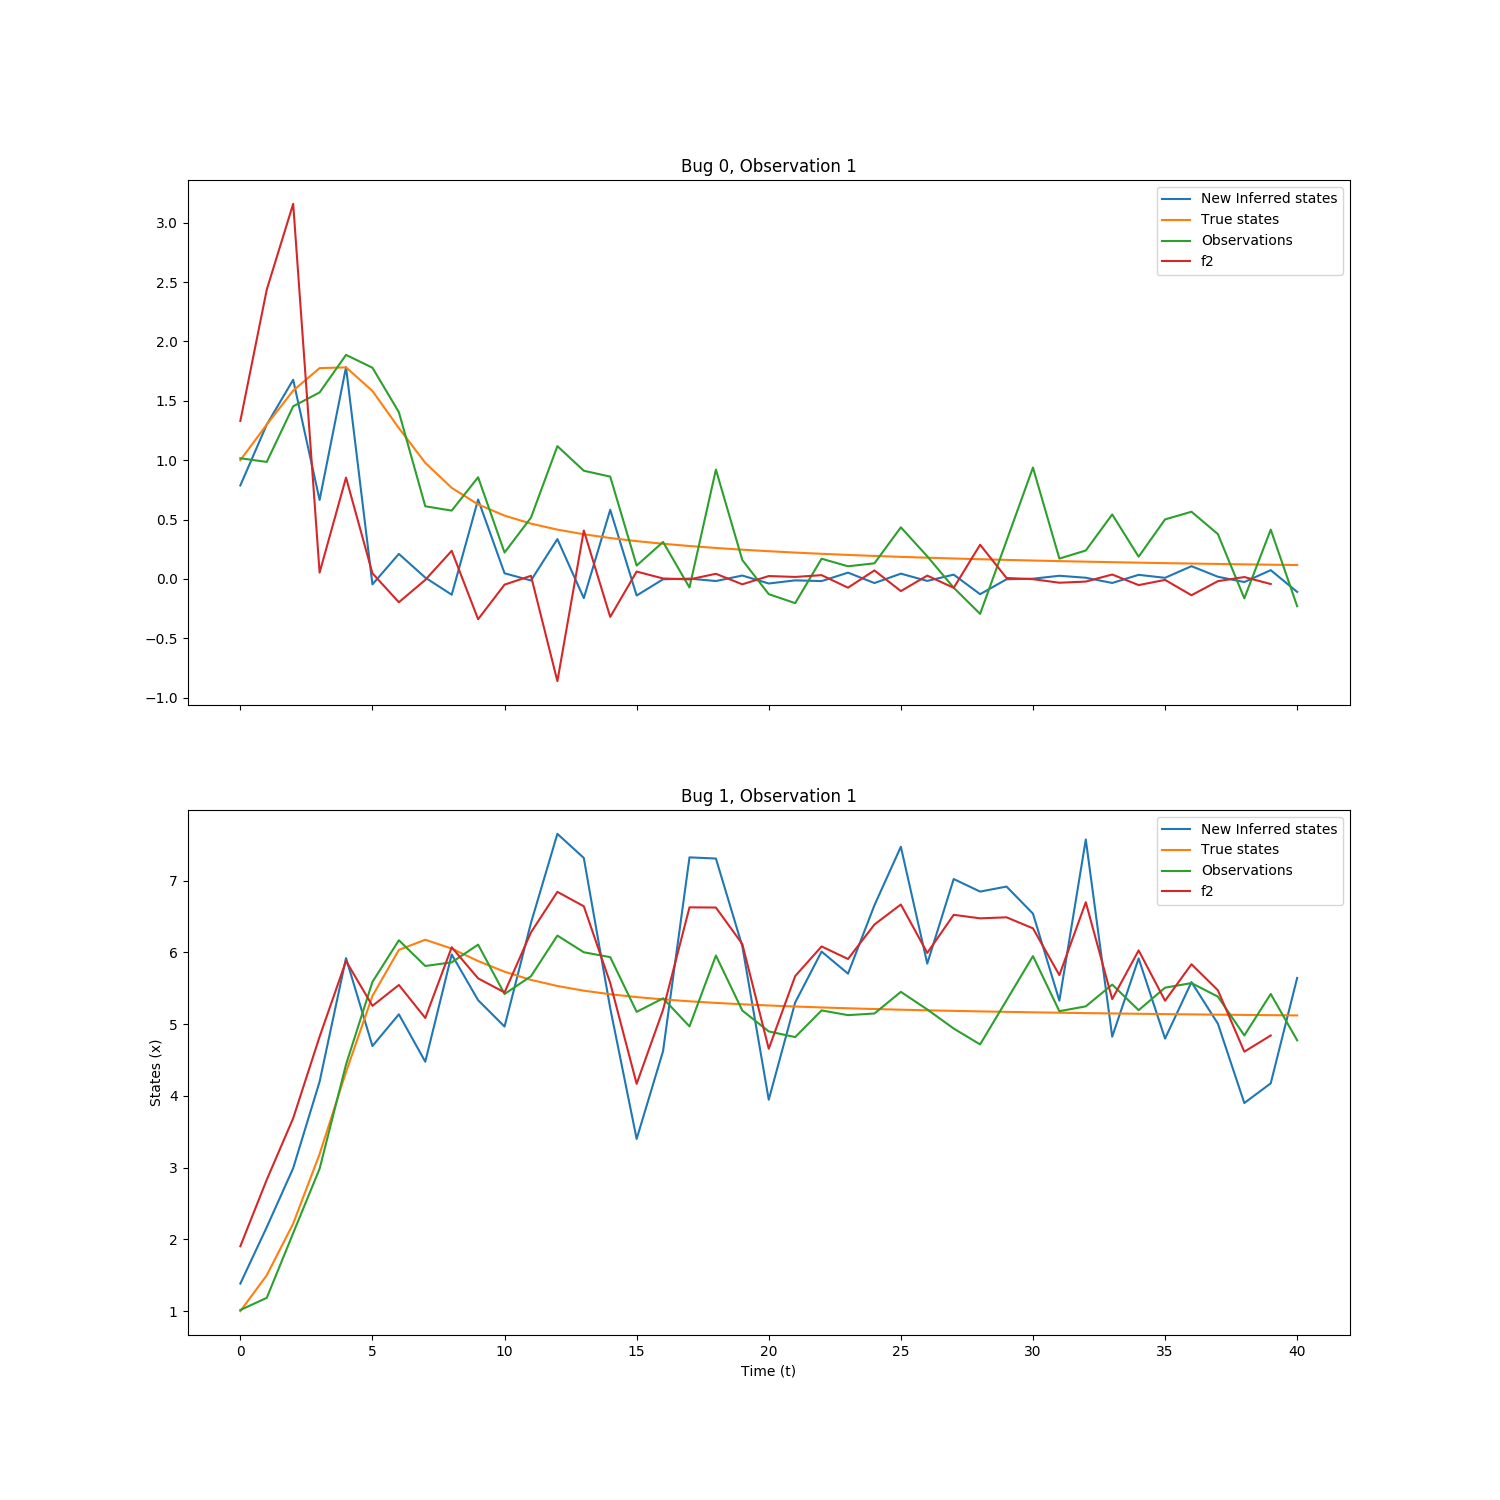 Bug 0, Observation 1
New Inferred states
True states
Observations
f2
3.0
2.5
2.0
1.5
1.0
0.5
0.0
−0.5
−1.0
Bug 1, Observation 1
New Inferred states
True states
Observations
f2
7
6
5
4
3
2
1
States (x)
0 5 10 15 20 25 30 35 40
Time (t)